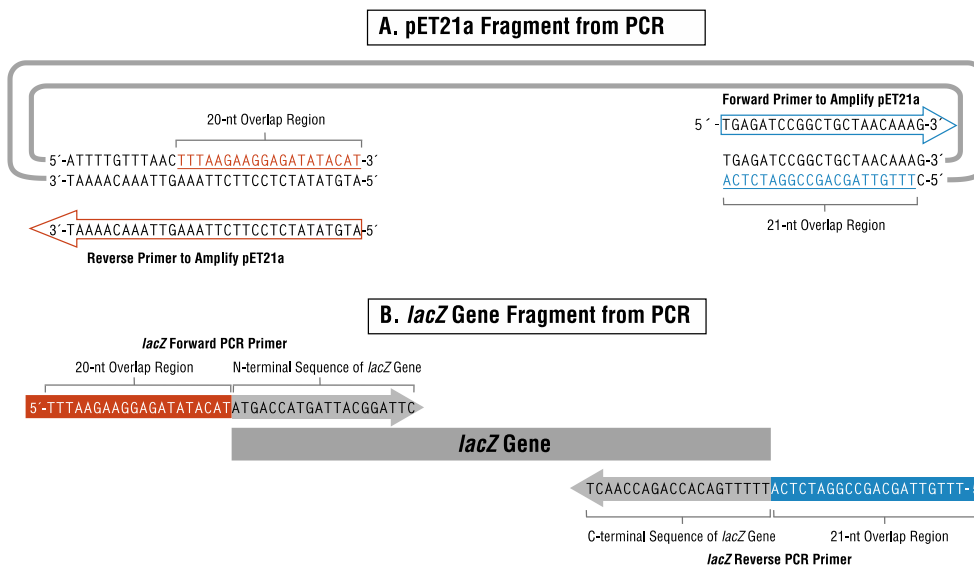 A. pET21a Fragment from PCR
Forward Primer to Amplify pET21a
5´-TGAGATCCGGCTGCTAACAAAG-3´
20-nt Overlap Region
5´-ATTTTGTTTAACTTTAAGAAGGAGATATACAT-3´
3´-TAAAACAAATTGAAATTCTTCCTCTATATGTA-5´
TGAGATCCGGCTGCTAACAAAG-3´
ACTCTAGGCCGACGATTGTTTC-5´
21-nt Overlap Region
3´-TAAAACAAATTGAAATTCTTCCTCTATATGTA-5´
Reverse Primer to Amplify pET21a
B. lacZ Gene Fragment from PCR
lacZ Forward PCR Primer
20-nt Overlap Region
N-terminal Sequence of lacZ Gene
5´-TTTAAGAAGGAGATATACATATGACCATGATTACGGATTC
lacZ Gene
TCAACCAGACCACAGTTTTTACTCTAGGCCGACGATTGTTT-
C-terminal Sequence of lacZ Gene
21-nt Overlap Region
lacZ Reverse PCR Primer